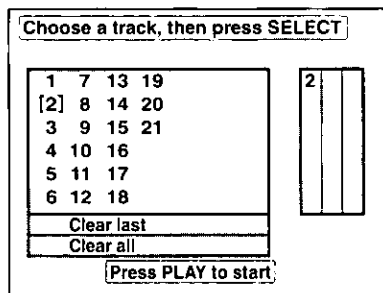 Choose a track, then press SELECT
1 7 13 19 2
[2] 8 14 20
3 9 15 21
4 10 16
5 11 17
6 12 18
Clear last
Clear all
Press PLAY to start